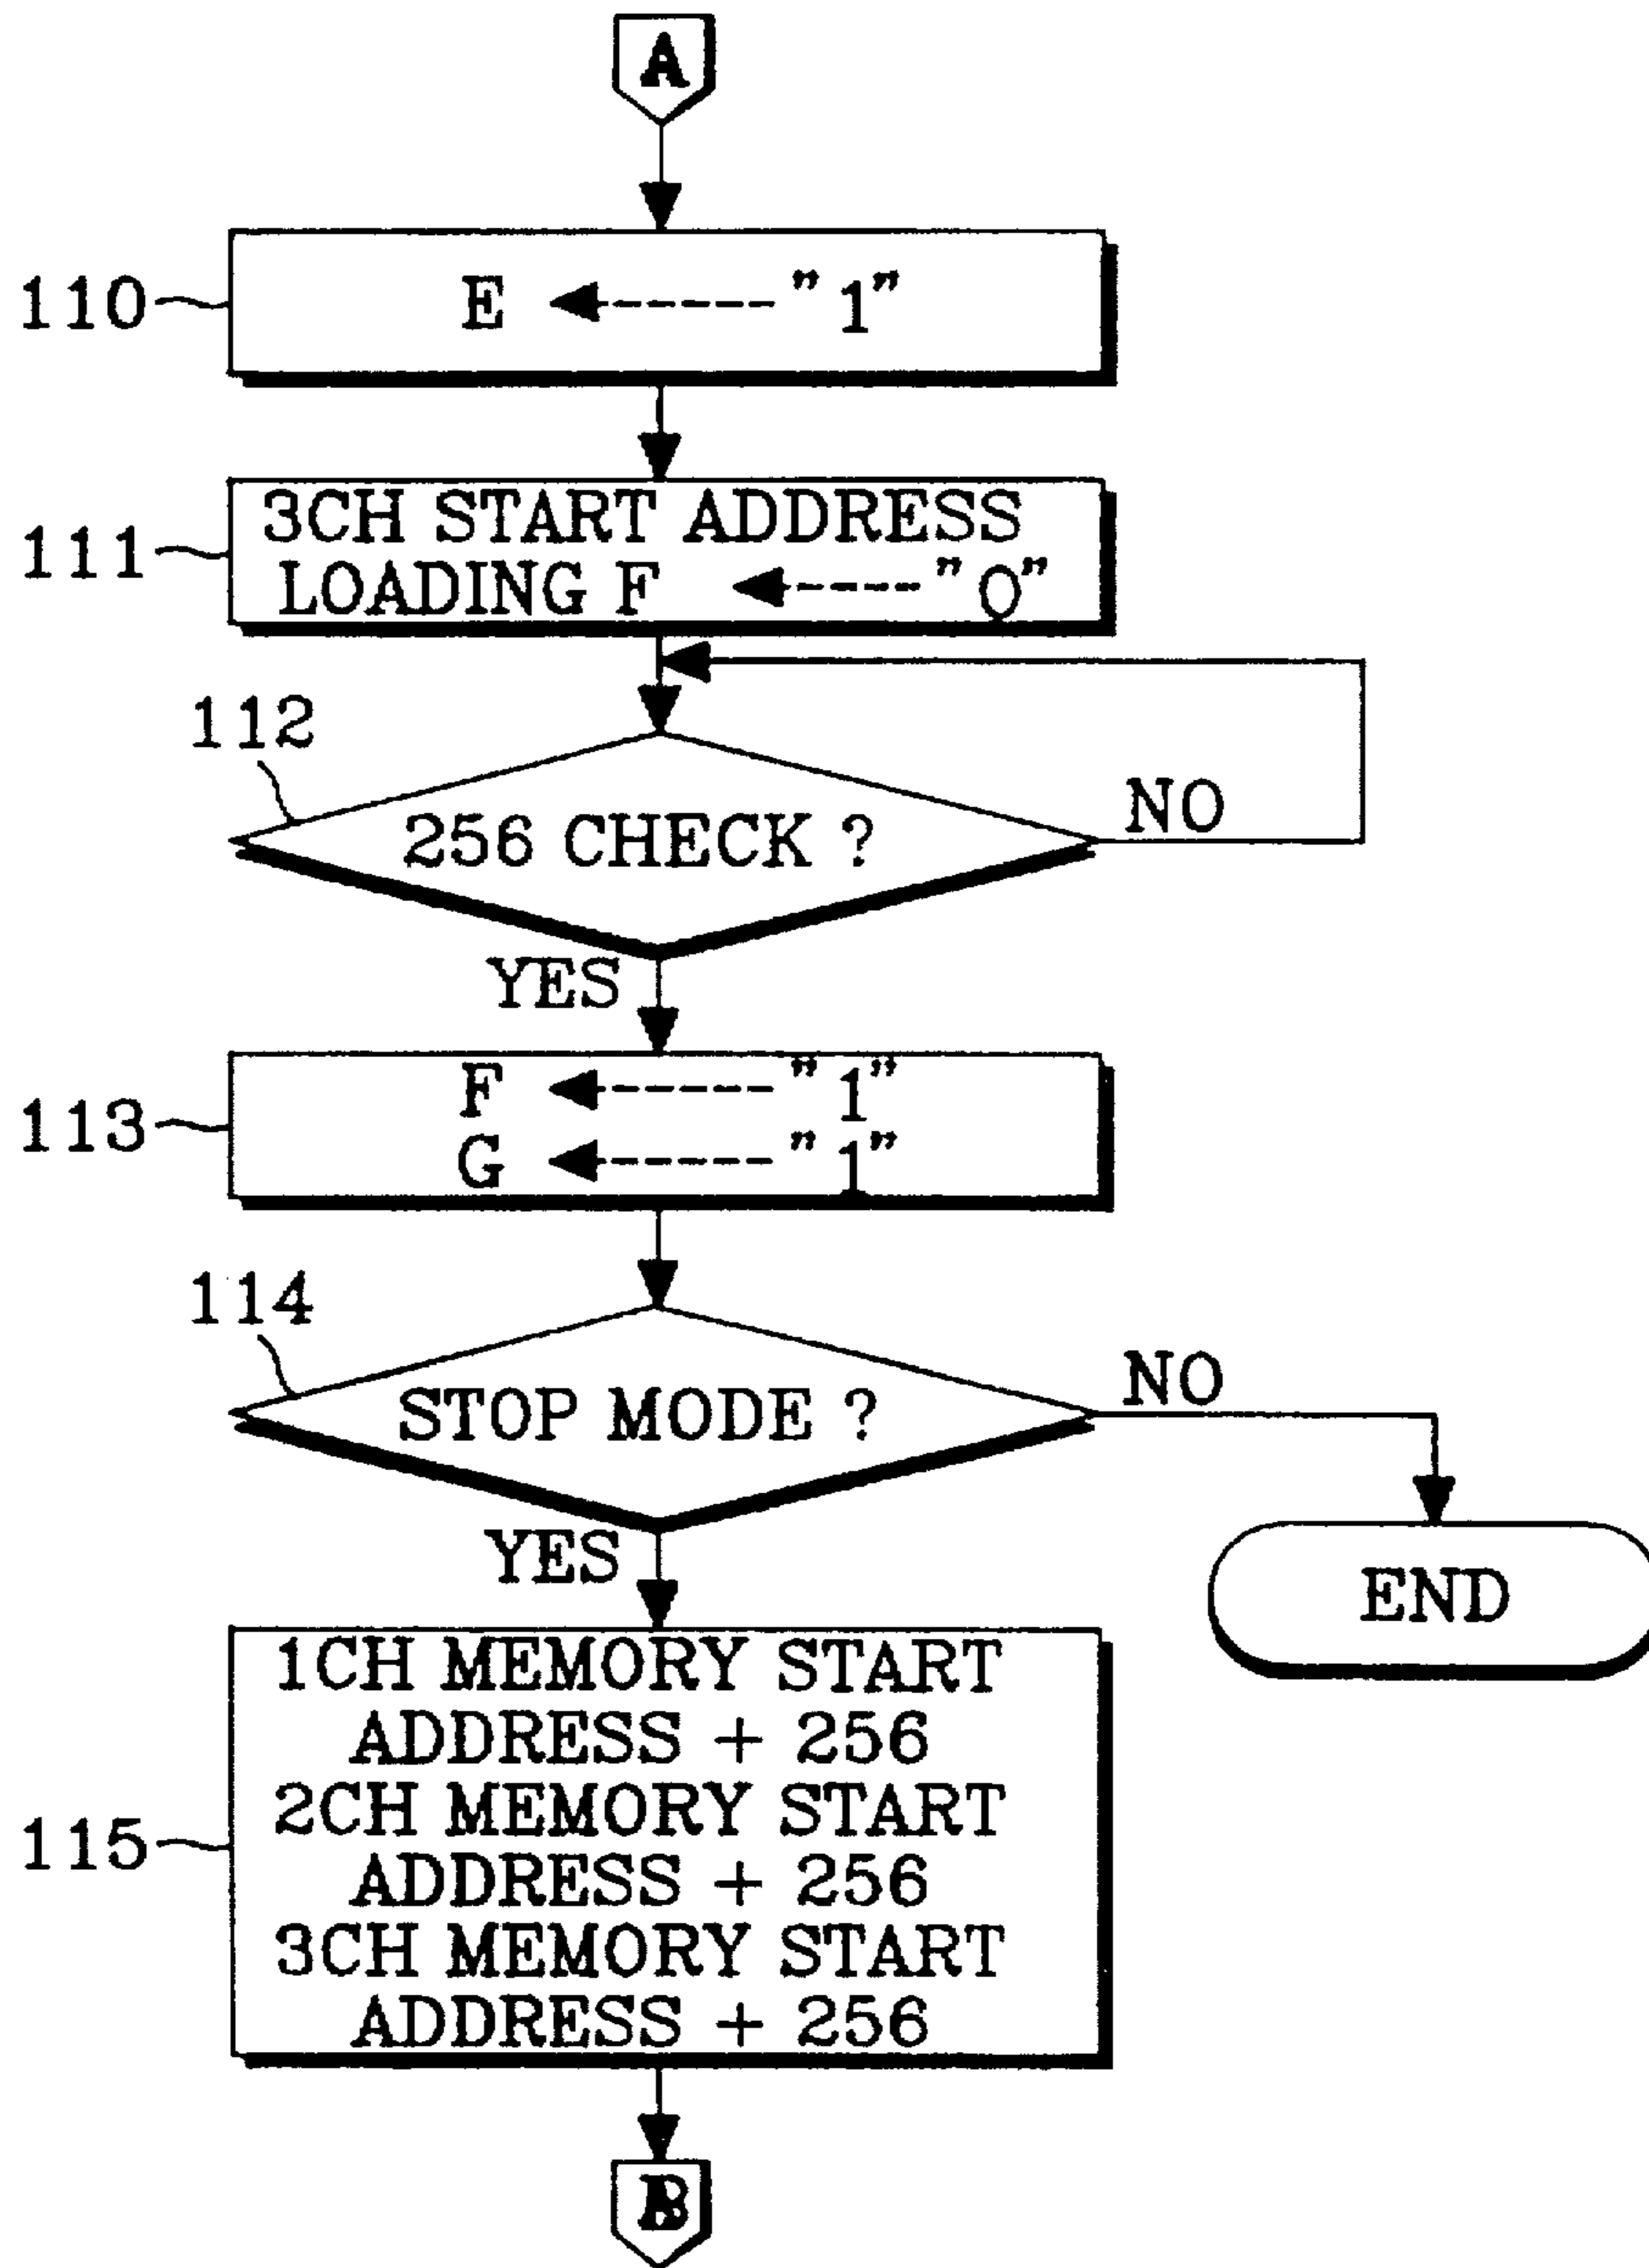 A
110
E ” 1”
111
3CH START ADDRESS
LOADING F ” 0”
112
256 CHECK ?
NO
YES
113
F ” 1”
G ” 1”
114
STOP MODE ?
NO
YES
END
115
1CH MEMORY START
ADDRESS + 256
2CH MEMORY START
ADDRESS + 256
3CH MEMORY START
ADDRESS + 256